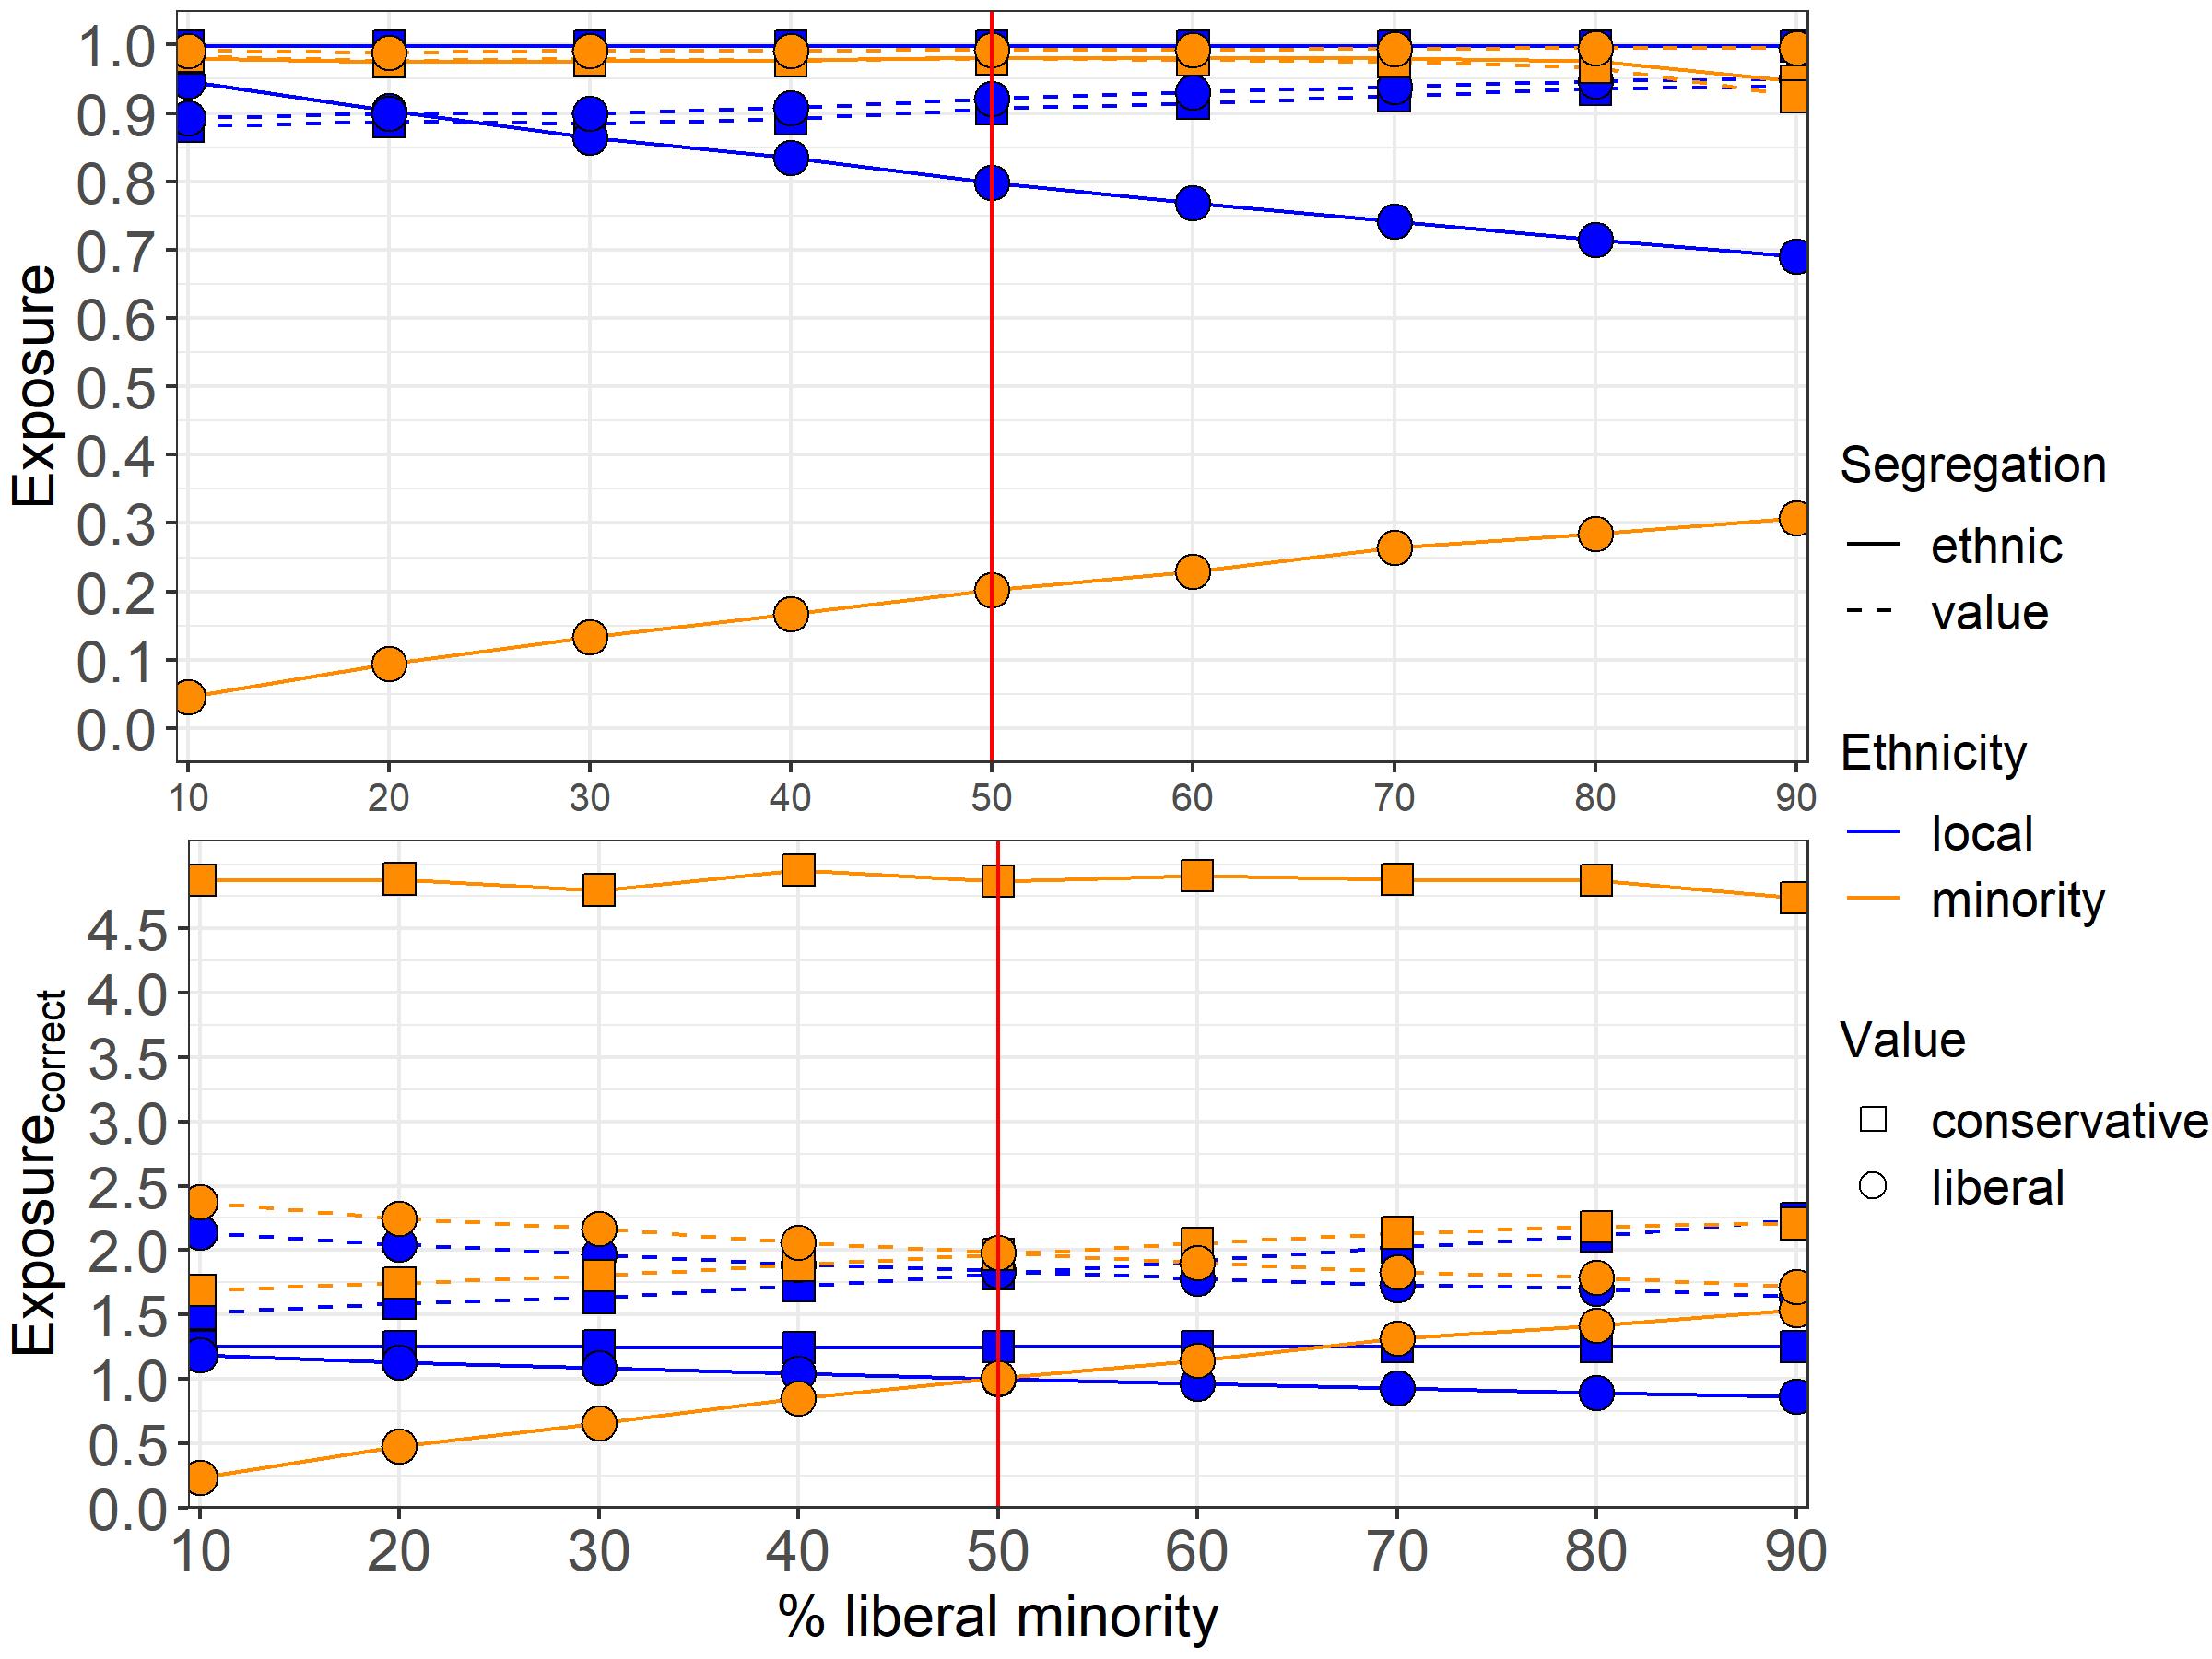 Exposure
1.0
0.9
0.8
0.7
0.6
0.5
0.4
0.3
0.2
0.1
0.0
10 20 30 40 50 60 70 80 90
Exposurecorrect
4.5
4.0
3.5
3.0
2.5
2.0
1.5
1.0
0.5
0.0
10 20 30 40 50 60 70 80 90
% liberal minority
Segregation
ethnic
value
Ethnicity
local
minority
Value
conservative
liberal